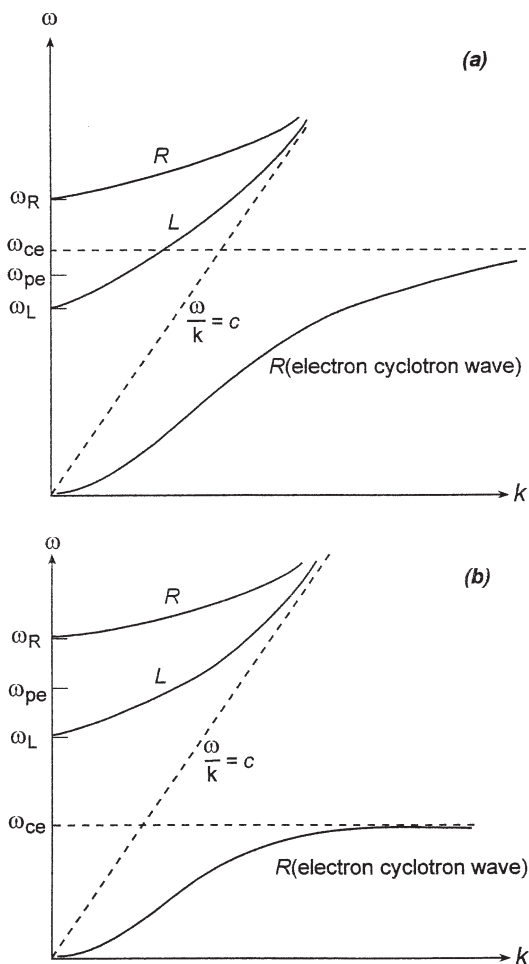 ω
(a)
R
ω_R
L
ω_ce
ω_pe
ω_L
ω/k = c
R(electron cyclotron wave)
k
ω
(b)
R
ω_R
ω_pe
L
ω_L
ω/k = c
ω_ce
R(electron cyclotron wave)
k